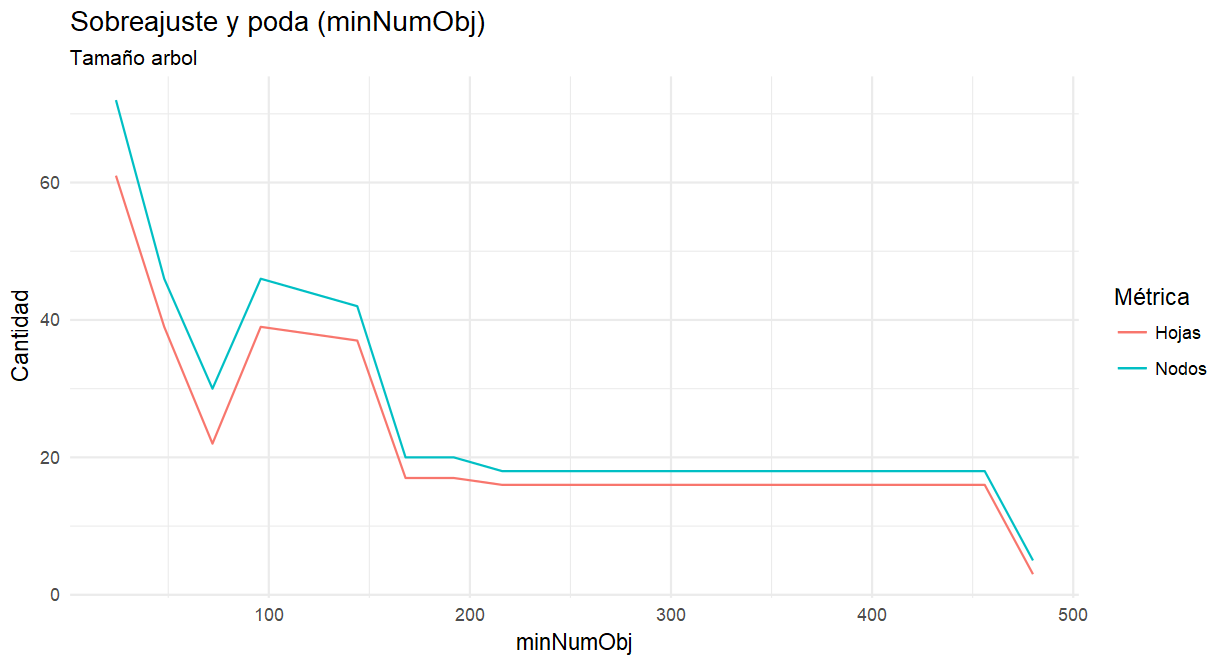 Sobreajuste y poda (minNumObj)
Tamaño arbol
Cantidad
60
40
20
0
100
200
300
400
500
minNumObj
Métrica
Hojas
Nodos